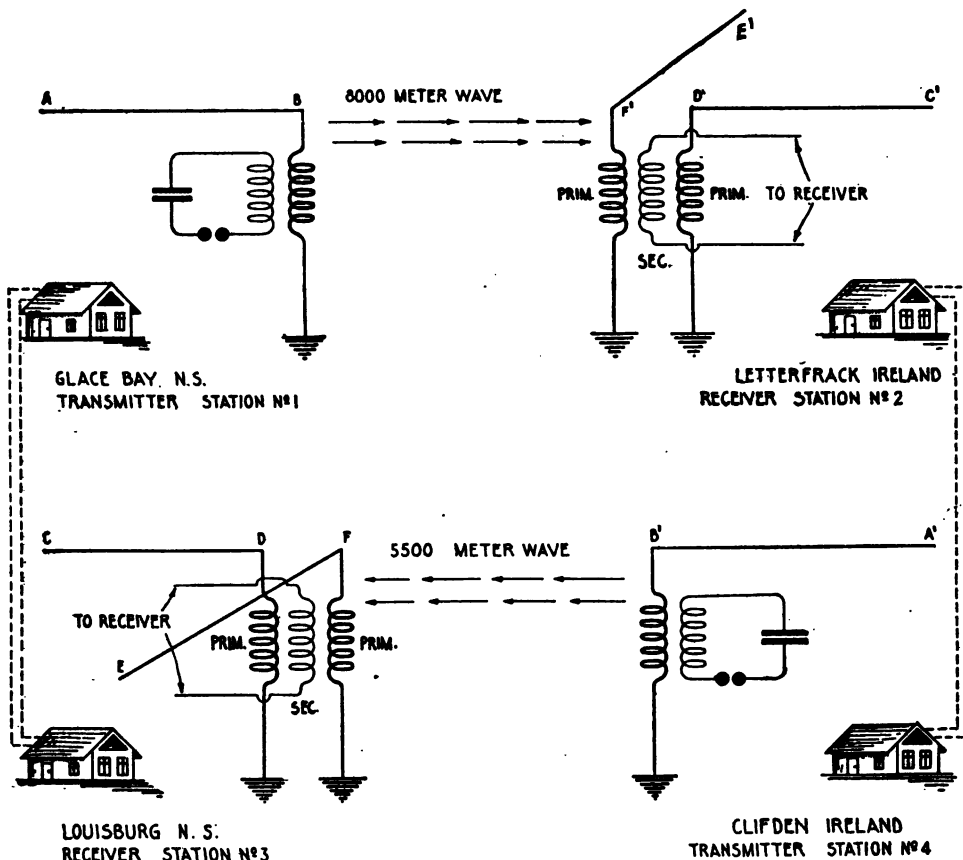 E'
A
B
8000 METER WAVE
F'
D'
C'
PRIM.
PRIM.
TO RECEIVER
SEC.
GLACE BAY. N.S.
TRANSMITTER STATION Nº1
LETTERFRACK IRELAND
RECEIVER STATION Nº2
C
D
F
5500 METER WAVE
B'
A'
TO RECEIVER
PRIM.
PRIM.
E
SEC.
LOUISBURG N.S.
RECEIVER STATION Nº3
CLIFDEN IRELAND
TRANSMITTER STATION Nº4